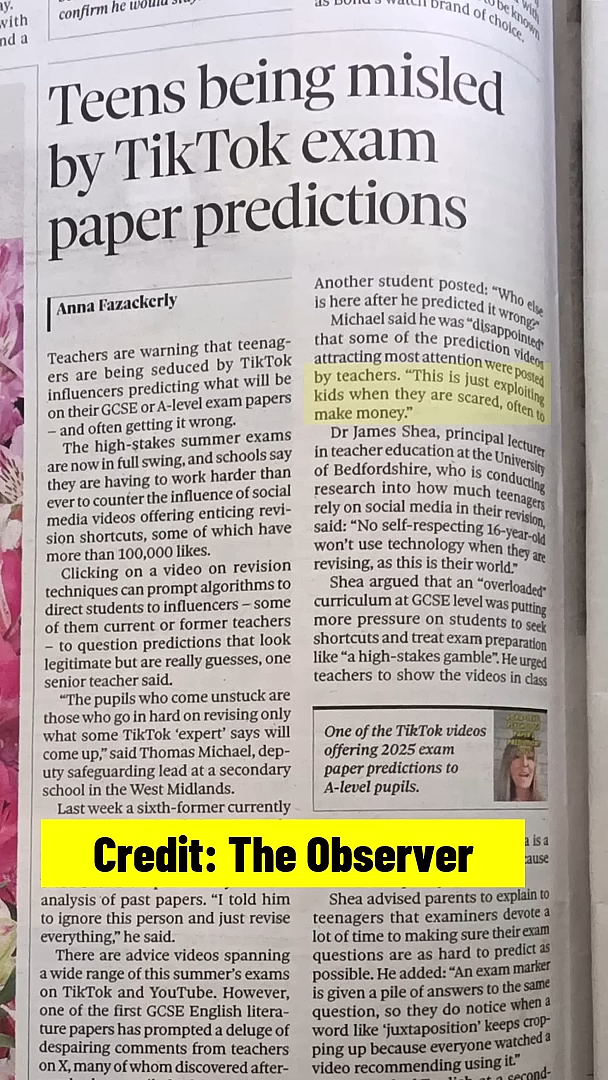 ay.
with
nd a
confirm he would
as Bond's watch brand of choice.
to be known
with
Teens being misled
by TikTok exam
paper predictions
Anna Fazackerly
Teachers are warning that teenag-
ers are being seduced by TikTok
influencers predicting what will be
on their GCSE or A-level exam papers
– and often getting it wrong.
The high-stakes summer exams
are now in full swing, and schools say
they are having to work harder than
ever to counter the influence of social
media videos offering enticing revi-
sion shortcuts, some of which have
more than 100,000 likes.
Clicking on a video on revision
techniques can prompt algorithms to
direct students to influencers – some
of them current or former teachers
– to question predictions that look
legitimate but are really guesses, one
senior teacher said.
“The pupils who come unstuck are
those who go in hard on revising only
what some TikTok ‘expert’ says will
come up,” said Thomas Michael, dep-
uty safeguarding lead at a secondary
school in the West Midlands.
Last week a sixth-former currently
analysis of past papers. “I told him
to ignore this person and just revise
everything,” he said.
There are advice videos spanning
a wide range of this summer’s exams
on TikTok and YouTube. However,
one of the first GCSE English litera-
ture papers has prompted a deluge of
despairing comments from teachers
on X, many of whom discovered after-
Another student posted: “Who else
is here after he predicted it wrong?”
Michael said he was “disappointed”
that some of the prediction videos
attracting most attention were posted
by teachers. “This is just exploiting
kids when they are scared, often to
make money.”
Dr James Shea, principal lecturer
in teacher education at the University
of Bedfordshire, who is conducting
research into how much teenagers
rely on social media in their revision,
said: “No self-respecting 16-year-old
won’t use technology when they are
revising, as this is their world.”
Shea argued that an “overloaded”
curriculum at GCSE level was putting
more pressure on students to seek
shortcuts and treat exam preparation
like “a high-stakes gamble”. He urged
teachers to show the videos in class
One of the TikTok videos
offering 2025 exam
paper predictions to
A-level pupils.
is a
cause
Shea advised parents to explain to
teenagers that examiners devote a
lot of time to making sure their exam
questions are as hard to predict as
possible. He added: “An exam marker
is given a pile of answers to the same
question, so they do notice when a
word like ‘juxtaposition’ keeps crop-
ping up because everyone watched a
video recommending using it.”
second-
Credit: The Observer